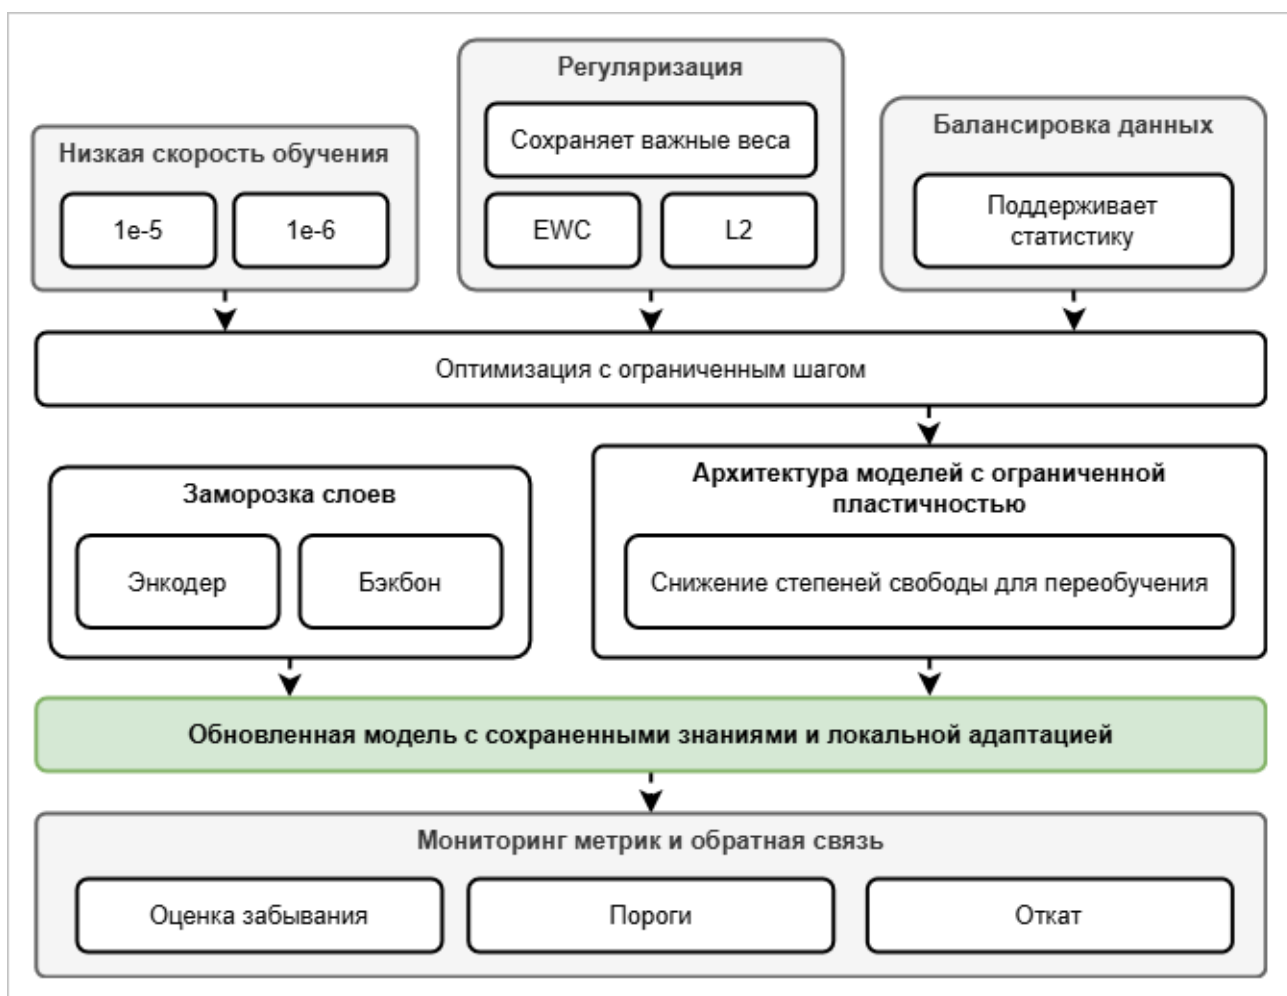 Регуляризация
Сохраняет важные веса
EWC
L2
Низкая скорость обучения
1e-5
1e-6
Балансировка данных
Поддерживает
статистику
Оптимизация с ограниченным шагом
Заморозка слоев
Энкодер
Бэкбон
Архитектура моделей с ограниченной
пластичностью
Снижение степеней свободы для переобучения
Обновленная модель с сохраненными знаниями и локальной адаптацией
Мониторинг метрик и обратная связь
Оценка забывания
Пороги
Откат